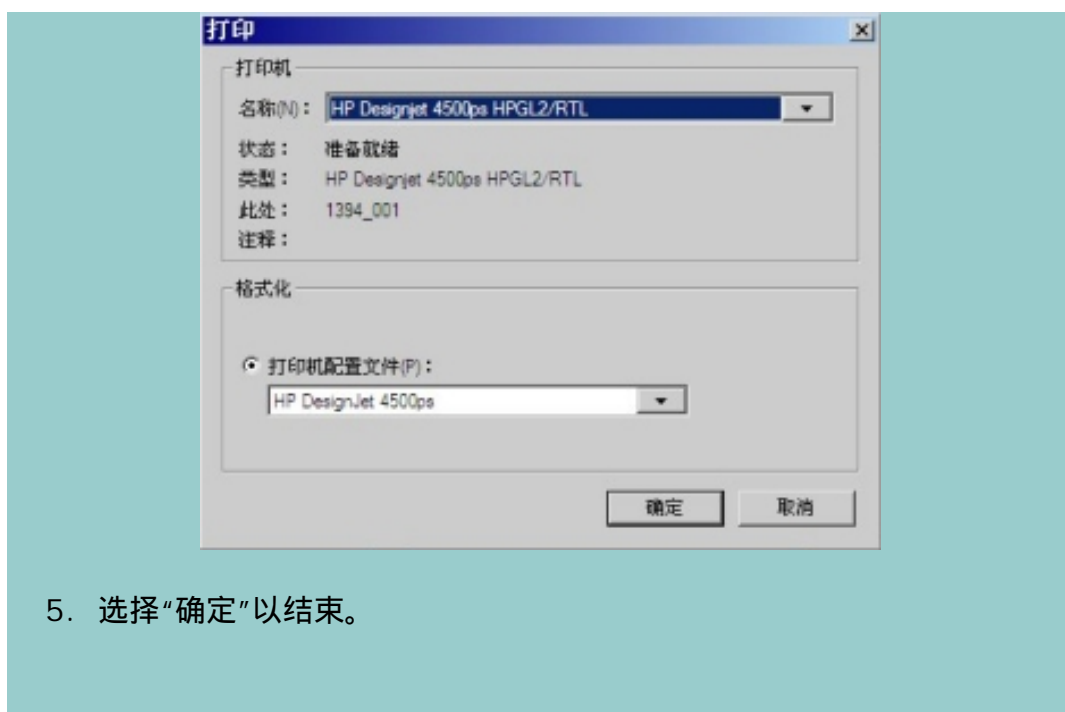 打印
打印机
名称(N)： HP Designjet 4500ps HPGL2/RTL
状态： 准备就绪
类型： HP Designjet 4500ps HPGL2/RTL
此处： 1394_001
注释：
格式化
打印机配置文件(P)：
HP DesignJet 4500ps
确定 取消
5. 选择“确定”以结束。